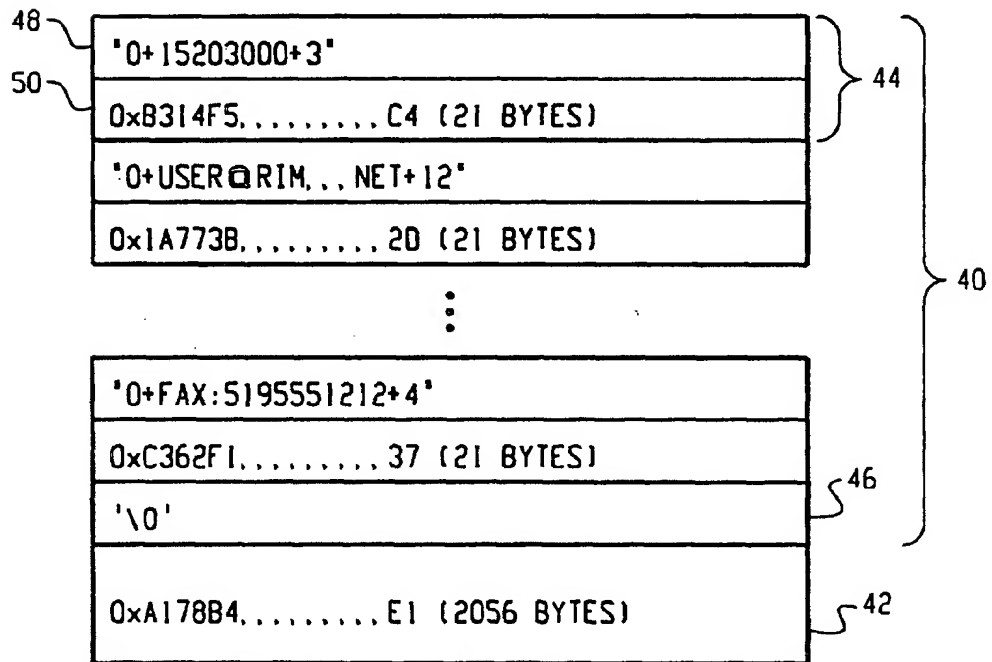 48
"0+15203000+3"
44
50
0xB314F5.........C4 (21 BYTES)
"0+USER@RIM...NET+12"
0x1A773B.........2D (21 BYTES)
40
"0+FAX:5195551212+4"
0xC362F1.........37 (21 BYTES)
46
'\0'
0xA178B4.........E1 (2056 BYTES)
42